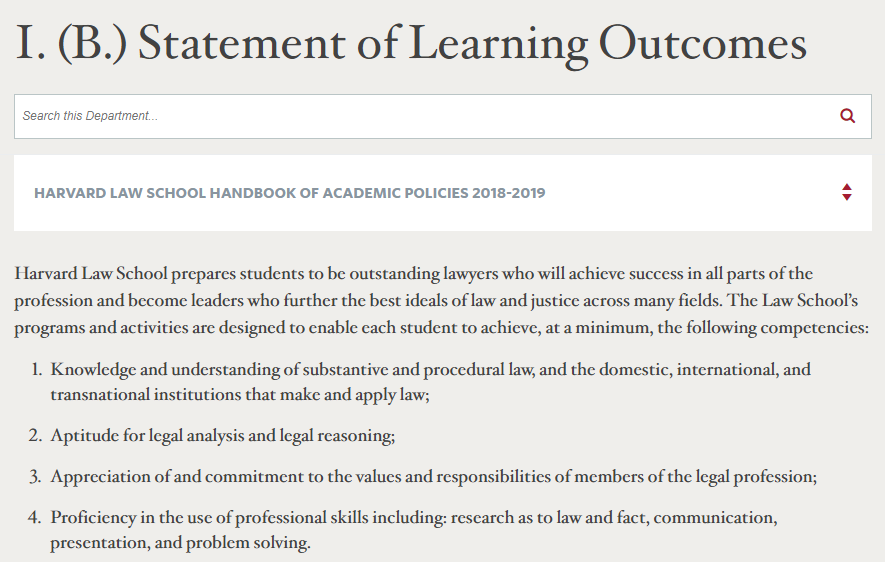 I. (B.) Statement of Learning Outcomes
Search this Department...
HARVARD LAW SCHOOL HANDBOOK OF ACADEMIC POLICIES 2018-2019
Harvard Law School prepares students to be outstanding lawyers who will achieve success in all parts of the
profession and become leaders who further the best ideals of law and justice across many fields. The Law School’s
programs and activities are designed to enable each student to achieve, at a minimum, the following competencies:
1. Knowledge and understanding of substantive and procedural law, and the domestic, international, and
transnational institutions that make and apply law;
2. Aptitude for legal analysis and legal reasoning;
3. Appreciation of and commitment to the values and responsibilities of members of the legal profession;
4. Proficiency in the use of professional skills including: research as to law and fact, communication,
presentation, and problem solving.